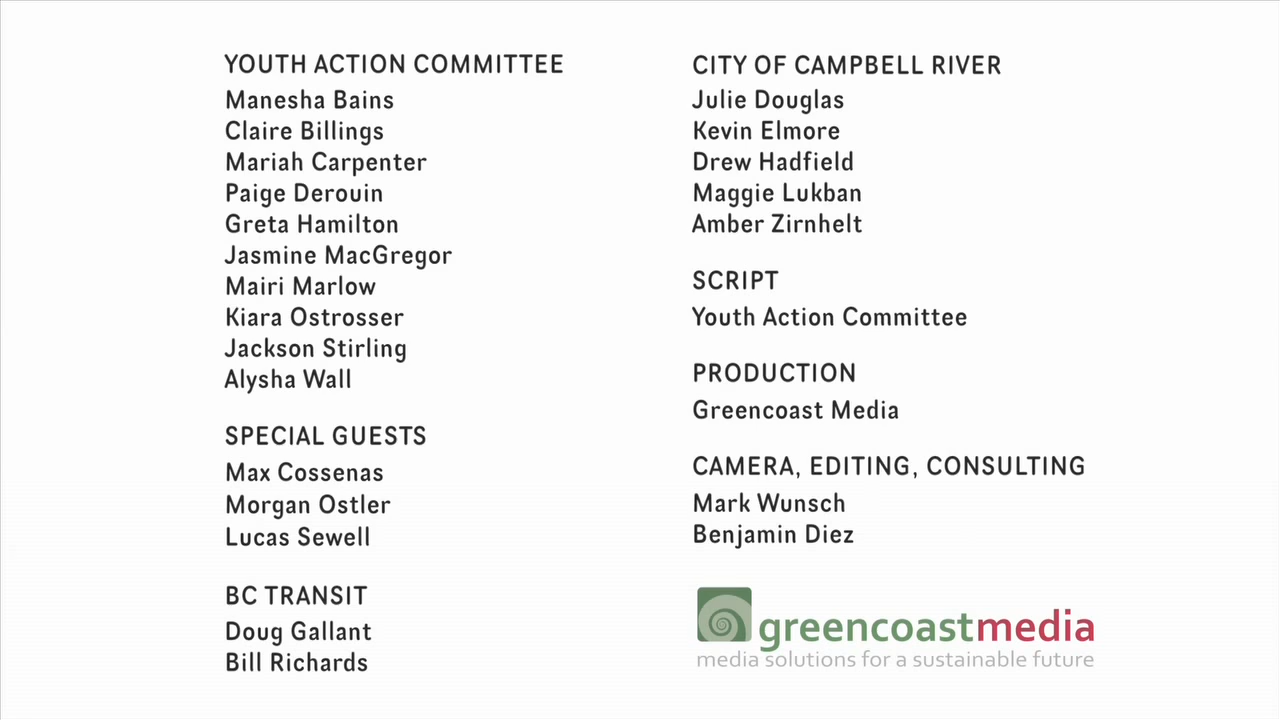 YOUTH ACTION COMMITTEE
Manesha Bains
Claire Billings
Mariah Carpenter
Paige Derouin
Greta Hamilton
Jasmine MacGregor
Mairi Marlow
Kiara Ostrosser
Jackson Stirling
Alysha Wall
SPECIAL GUESTS
Max Cossenas
Morgan Ostler
Lucas Sewell
BC TRANSIT
Doug Gallant
Bill Richards
CITY OF CAMPBELL RIVER
Julie Douglas
Kevin Elmore
Drew Hadfield
Maggie Lukban
Amber Zirnhelt
SCRIPT
Youth Action Committee
PRODUCTION
Greencoast Media
CAMERA, EDITING, CONSULTING
Mark Wunsch
Benjamin Diez
greencoastmedia
media solutions for a sustainable future